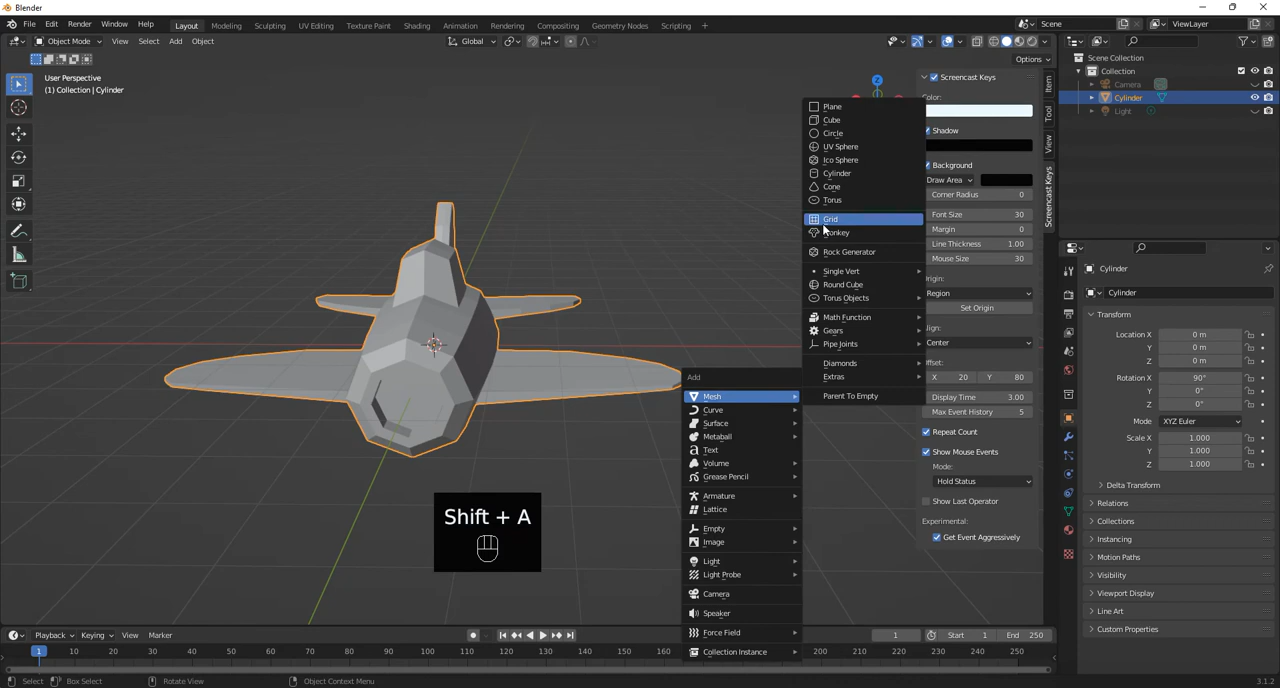 Blender
File Edit Render Window Help Layout Modeling Sculpting UV Editing Texture Paint Shading Animation Rendering Compositing Geometry Nodes Scripting + Scene ViewLayer
Object Mode View Select Add Object Global
Options
User Perspective
(1) Collection | Cylinder
Z
Screencast Keys
Color:
Shadow
Background
Draw Area
Corner Radius 0
Font Size 30
Margin 0
Line Thickness 1.00
Mouse Size 30
Origin:
Region
Set Origin
Align:
Center
Offset:
X 20 Y 80
Display Time 3.00
Max Event History 5
Repeat Count
Show Mouse Events
Mode:
Hold Status
Show Last Operator
Experimental:
Get Event Aggressively
Item
Tool
View
Screencast Keys
Plane
Cube
Circle
UV Sphere
Ico Sphere
Cylinder
Cone
Torus
Grid
Monkey
Rock Generator
Single Vert
Round Cube
Torus Objects
Math Function
Gears
Pipe Joints
Diamonds
Extras
Parent To Empty
Add
Mesh
Curve
Surface
Metaball
Text
Volume
Grease Pencil
Armature
Lattice
Empty
Image
Light
Light Probe
Camera
Speaker
Force Field
Collection Instance
Shift + A
Scene Collection
Collection
Camera
Cylinder
Light
Cylinder
Cylinder
Transform
Location X 0 m
Y 0 m
Z 0 m
Rotation X 90°
Y 0°
Z 0°
Mode XYZ Euler
Scale X 1.000
Y 1.000
Z 1.000
Delta Transform
Relations
Collections
Instancing
Motion Paths
Visibility
Viewport Display
Line Art
Custom Properties
Playback Keying View Marker 1 Start 1 End 250
1 10 20 30 40 50 60 70 80 90 100 110 120 130 140 150 160 200 210 220 230 240 250
Select Box Select Rotate View Object Context Menu 3.1.2